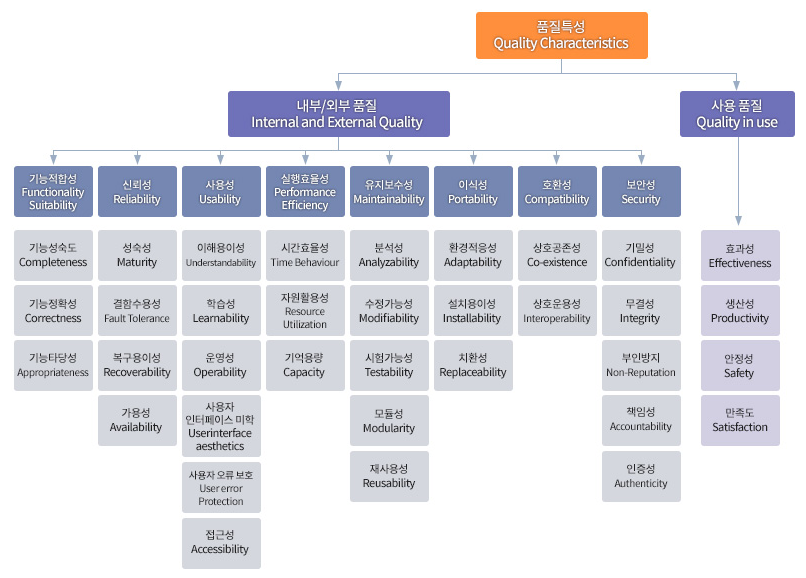 품질특성
Quality Characteristics
내부/외부 품질
Internal and External Quality
사용 품질
Quality in use
기능적합성
Functionality
Suitability
신뢰성
Reliability
사용성
Usability
실행효율성
Performance
Efficiency
유지보수성
Maintainability
이식성
Portability
호환성
Compatibility
보안성
Security
기능성숙도
Completeness
기능정확성
Correctness
기능타당성
Appropriateness
성숙성
Maturity
결함수용성
Fault Tolerance
복구용이성
Recoverability
가용성
Availability
이해용이성
Understandability
학습성
Learnability
운영성
Operability
사용자
인터페이스 미학
Userinterface
aesthetics
사용자 오류 보호
User error
Protection
접근성
Accessibility
시간효율성
Time Behaviour
자원활용성
Resource
Utilization
기억용량
Capacity
분석성
Analyzability
수정가능성
Modifiability
시험가능성
Testability
모듈성
Modularity
재사용성
Reusability
환경적응성
Adaptability
설치용이성
Installability
치환성
Replaceability
상호공존성
Co-existence
상호운용성
Interoperability
기밀성
Confidentiality
무결성
Integrity
부인방지
Non-Reputation
책임성
Accountability
인증성
Authenticity
효과성
Effectiveness
생산성
Productivity
안정성
Safety
만족도
Satisfaction